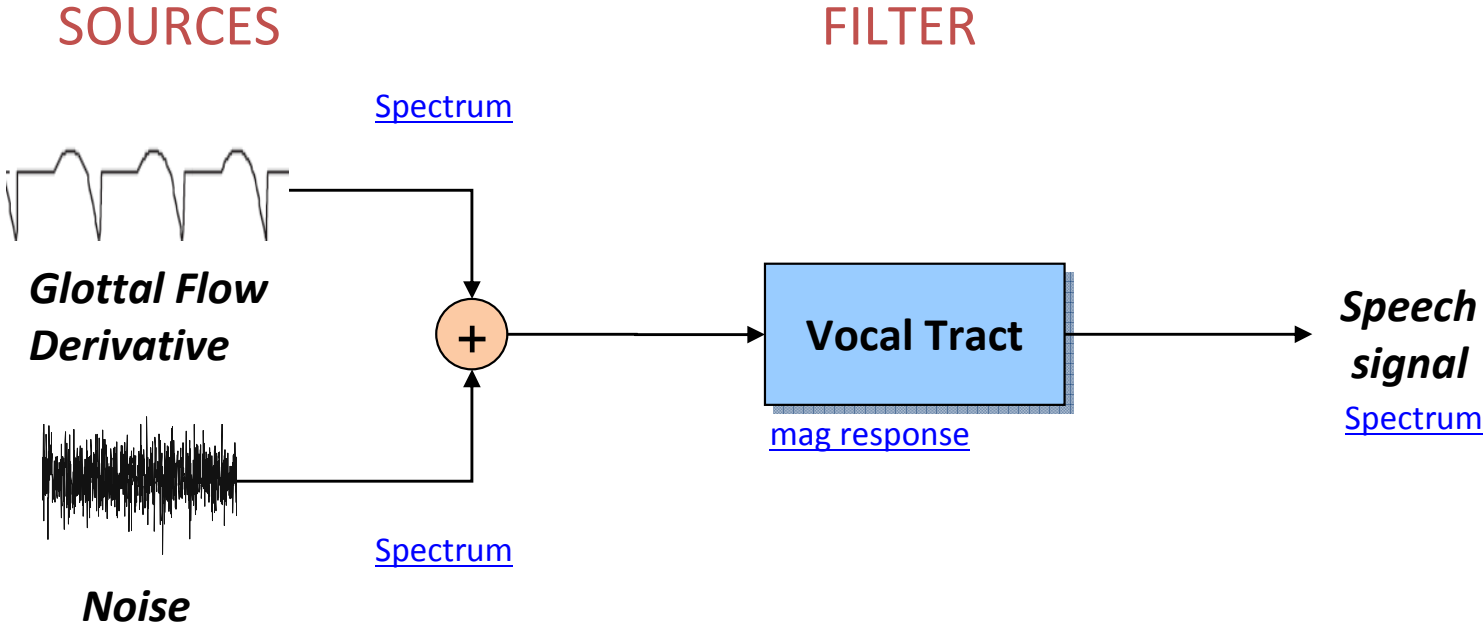 SOURCES
FILTER
Spectrum
Glottal Flow
Derivative
+
Vocal Tract
mag response
Speech
signal
Spectrum
Spectrum
Noise